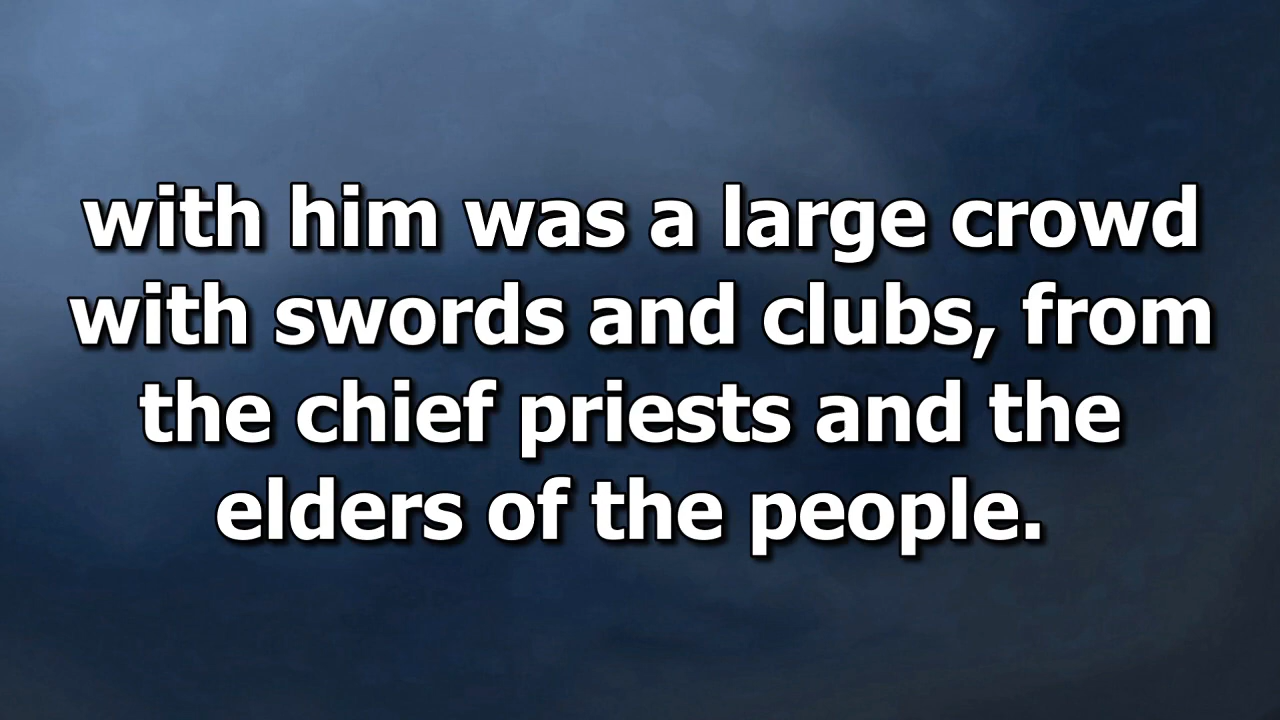 with him was a large crowd
with swords and clubs, from
the chief priests and the
elders of the people.